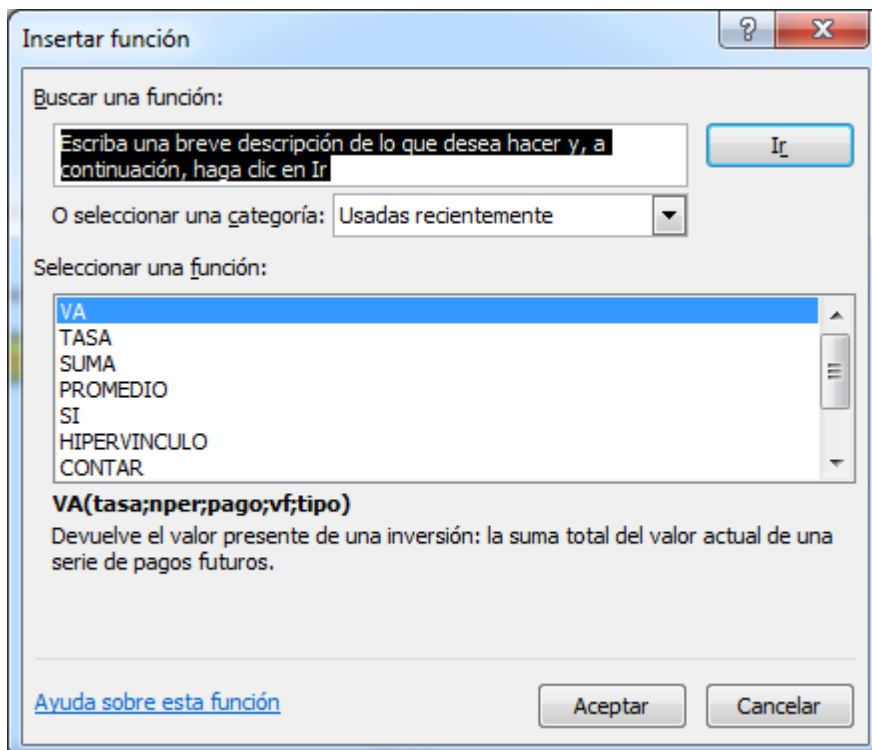 Insertar función
Buscar una función:
Escriba una breve descripción de lo que desea hacer y, a
continuación, haga clic en Ir
Ir
O seleccionar una categoría: Usadas recientemente
Seleccionar una función:
VA
TASA
SUMA
PROMEDIO
SI
HIPERVINCULO
CONTAR
VA(tasa;nper;pago;vf;tipo)
Devuelve el valor presente de una inversión: la suma total del valor actual de una
serie de pagos futuros.
Ayuda sobre esta función
Aceptar
Cancelar